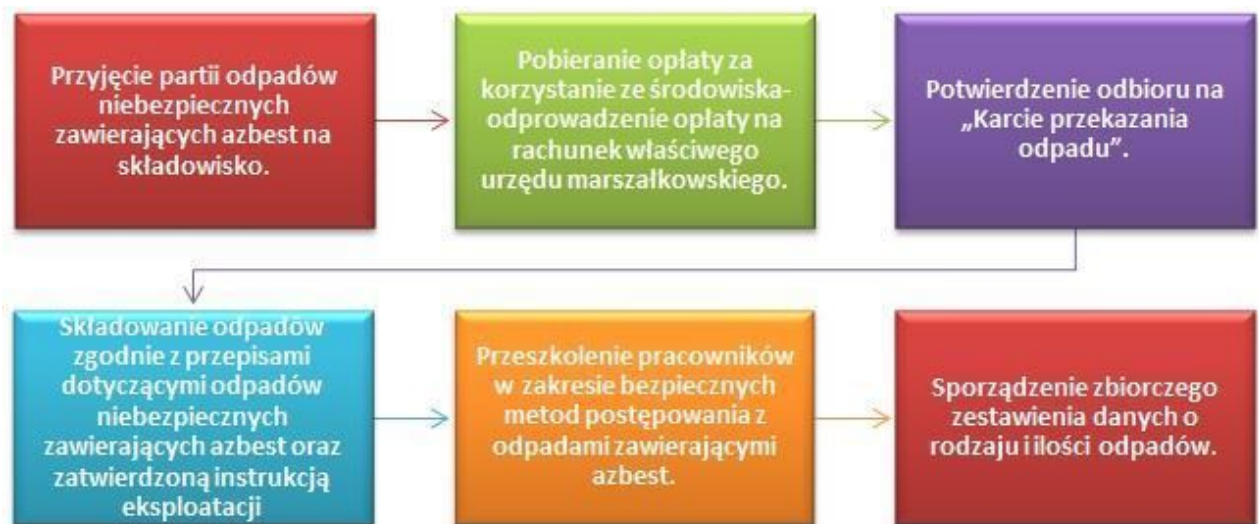 Przyjęcie partii odpadów
niebezpiecznych
zawierających azbest na
składowisko.
Pobieranie opłaty za
korzystanie ze środowiska-
odprowadzenie opłaty na
rachunek właściwego
urzędu marszałkowskiego.
Potwierdzenie odbioru na
„Karcie przekazania
odpadu”.
Składowanie odpadów
zgodnie z przepisami
dotyczącymi odpadów
niebezpiecznych
zawierających azbest oraz
zatwierdzoną instrukcją
eksploatacji
Przeszkolenie pracowników
w zakresie bezpiecznych
metod postępowania z
odpadami zawierającymi
azbest.
Sporządzenie zbiorczego
zestawienia danych o
rodzaju i ilości odpadów.